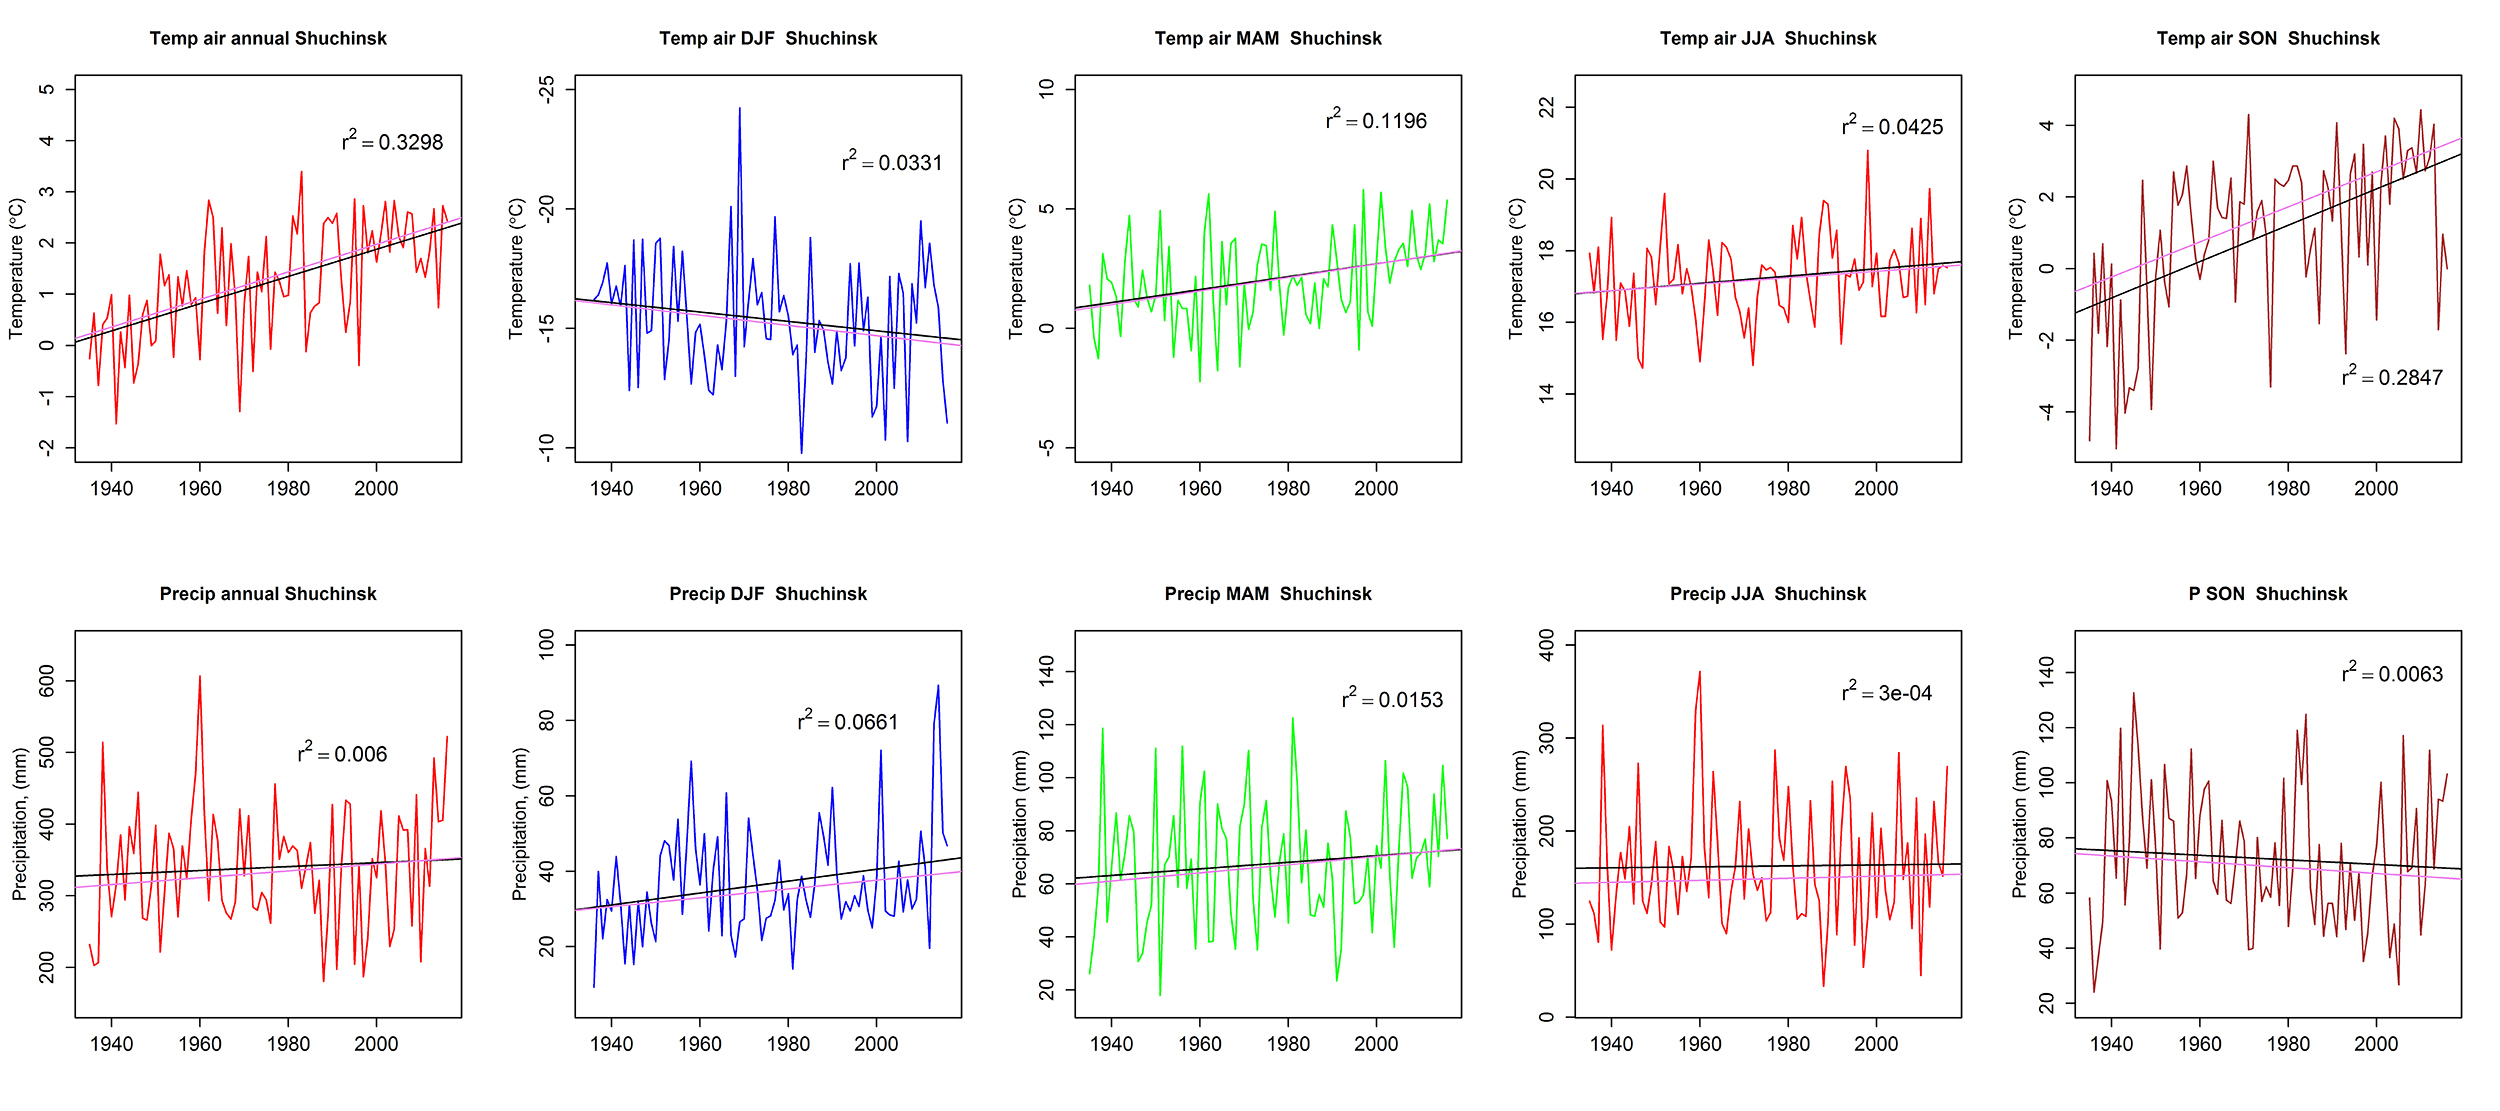 Temp air annual Shuchinsk
Temperature (°C)
5
4
3
2
1
0
-1
-2
r2 = 0.3298
1940 1960 1980 2000
Temp air DJF Shuchinsk
Temperature (°C)
-25
-20
-15
-10
r2 = 0.0331
1940 1960 1980 2000
Temp air MAM Shuchinsk
Temperature (°C)
10
5
0
-5
r2 = 0.1196
1940 1960 1980 2000
Temp air JJA Shuchinsk
Temperature (°C)
22
20
18
16
14
r2 = 0.0425
1940 1960 1980 2000
Temp air SON Shuchinsk
Temperature (°C)
4
2
0
-2
-4
r2 = 0.2847
1940 1960 1980 2000
Precip annual Shuchinsk
Precipitation, (mm)
600
500
400
300
200
r2 = 0.006
1940 1960 1980 2000
Precip DJF Shuchinsk
Precipitation, (mm)
100
80
60
40
20
r2 = 0.0661
1940 1960 1980 2000
Precip MAM Shuchinsk
Precipitation (mm)
140
120
100
80
60
40
20
r2 = 0.0153
1940 1960 1980 2000
Precip JJA Shuchinsk
Precipitation (mm)
400
300
200
100
0
r2 = 3e-04
1940 1960 1980 2000
P SON Shuchinsk
Precipitation (mm)
140
120
100
80
60
40
20
r2 = 0.0063
1940 1960 1980 2000